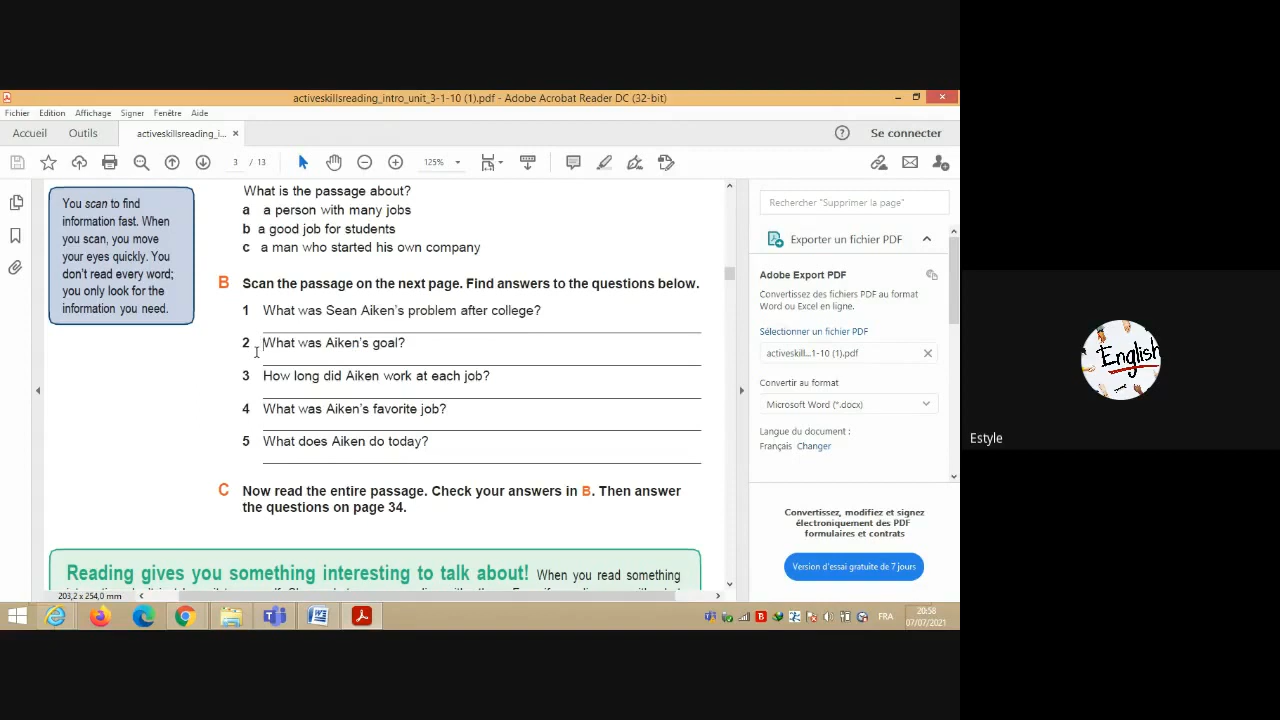 activeskillsreading_intro_unit_3-1-10 (1).pdf - Adobe Acrobat Reader DC (32-bit)
Fichier Edition Affichage Signer Fenêtre Aide
Accueil Outils activeskillsreading_i... × Se connecter
3 / 13 125%
You scan to find
information fast. When
you scan, you move
your eyes quickly. You
don't read every word;
you only look for the
information you need.
What is the passage about?
a a person with many jobs
b a good job for students
c a man who started his own company
B Scan the passage on the next page. Find answers to the questions below.
1 What was Sean Aiken's problem after college?
2 What was Aiken's goal?
3 How long did Aiken work at each job?
4 What was Aiken's favorite job?
5 What does Aiken do today?
C Now read the entire passage. Check your answers in B. Then answer
the questions on page 34.
Reading gives you something interesting to talk about! When you read something
203,2 x 254,0 mm
Rechercher "Supprimer la page"
Exporter un fichier PDF
Adobe Export PDF
Convertissez des fichiers PDF au format
Word ou Excel en ligne.
Sélectionner un fichier PDF
activeskill...1-10 (1).pdf
Convertir au format
Microsoft Word (*.docx)
Langue du document :
Français Changer
Convertissez, modifiez et signez
électroniquement des PDF
formulaires et contrats
Version d'essai gratuite de 7 jours
FRA
20:58
07/07/2021
English
Estyle